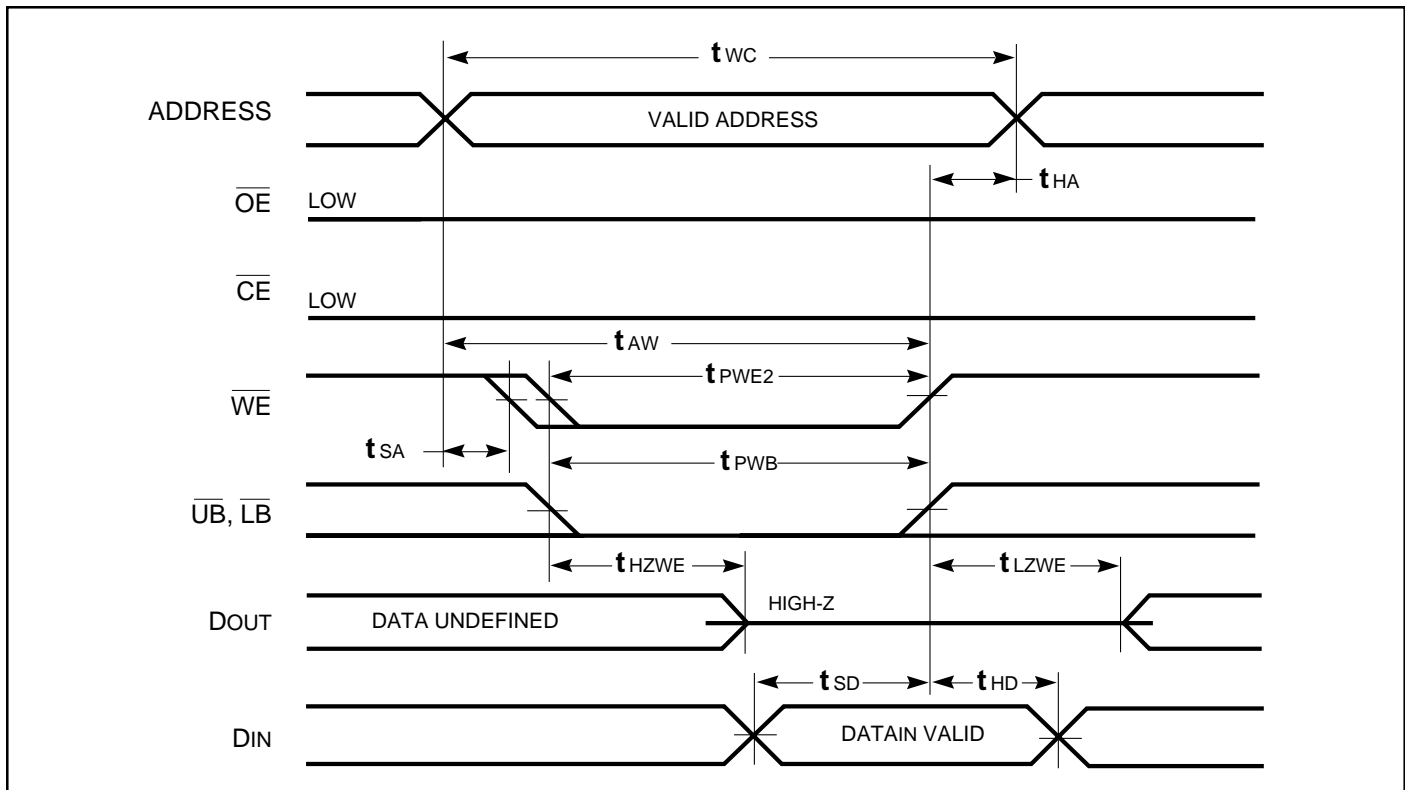 tWC
ADDRESS VALID ADDRESS
tHA
OE LOW
CE LOW
tAW
tPWE2
WE
tSA tPWB
UB, LB
tHZWE tLZWE
DOUT DATA UNDEFINED HIGH-Z
tSD tHD
DIN DATAIN VALID